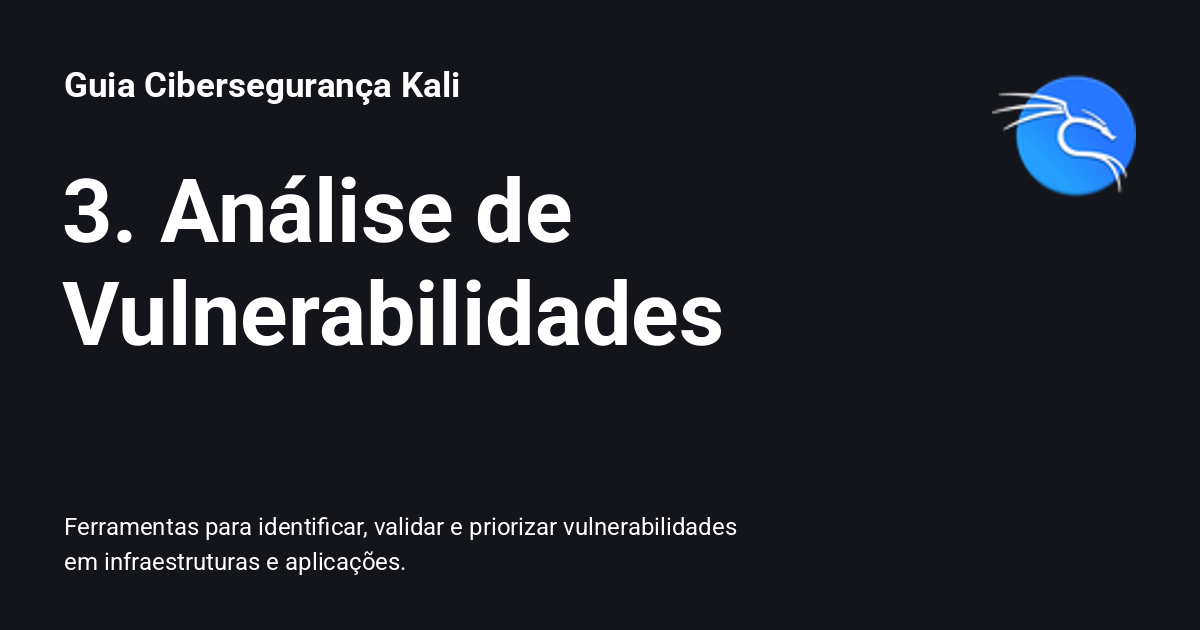 Guia Cibersegurança Kali
3. Análise de
Vulnerabilidades
Ferramentas para identificar, validar e priorizar vulnerabilidades
em infraestruturas e aplicações.